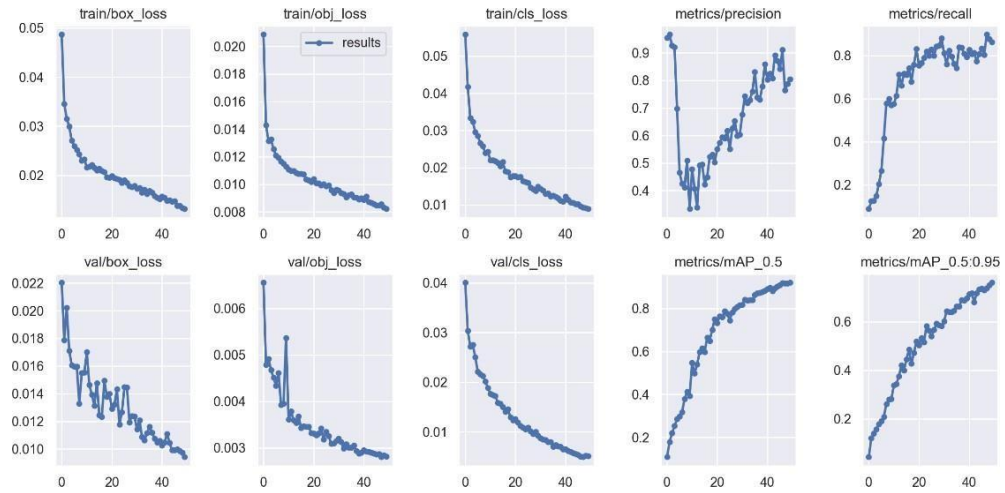 train/box_loss
0.05
0.04
0.03
0.02
0 20 40
train/obj_loss
results
0.020
0.018
0.016
0.014
0.012
0.010
0.008
0 20 40
train/cls_loss
0.05
0.04
0.03
0.02
0.01
0 20 40
metrics/precision
0.9
0.8
0.7
0.6
0.5
0.4
0 20 40
metrics/recall
0.8
0.6
0.4
0.2
0 20 40
val/box_loss
0.022
0.020
0.018
0.016
0.014
0.012
0.010
0 20 40
val/obj_loss
0.006
0.005
0.004
0.003
0 20 40
val/cls_loss
0.04
0.03
0.02
0.01
0 20 40
metrics/mAP_0.5
0.8
0.6
0.4
0.2
0 20 40
metrics/mAP_0.5:0.95
0.6
0.4
0.2
0 20 40